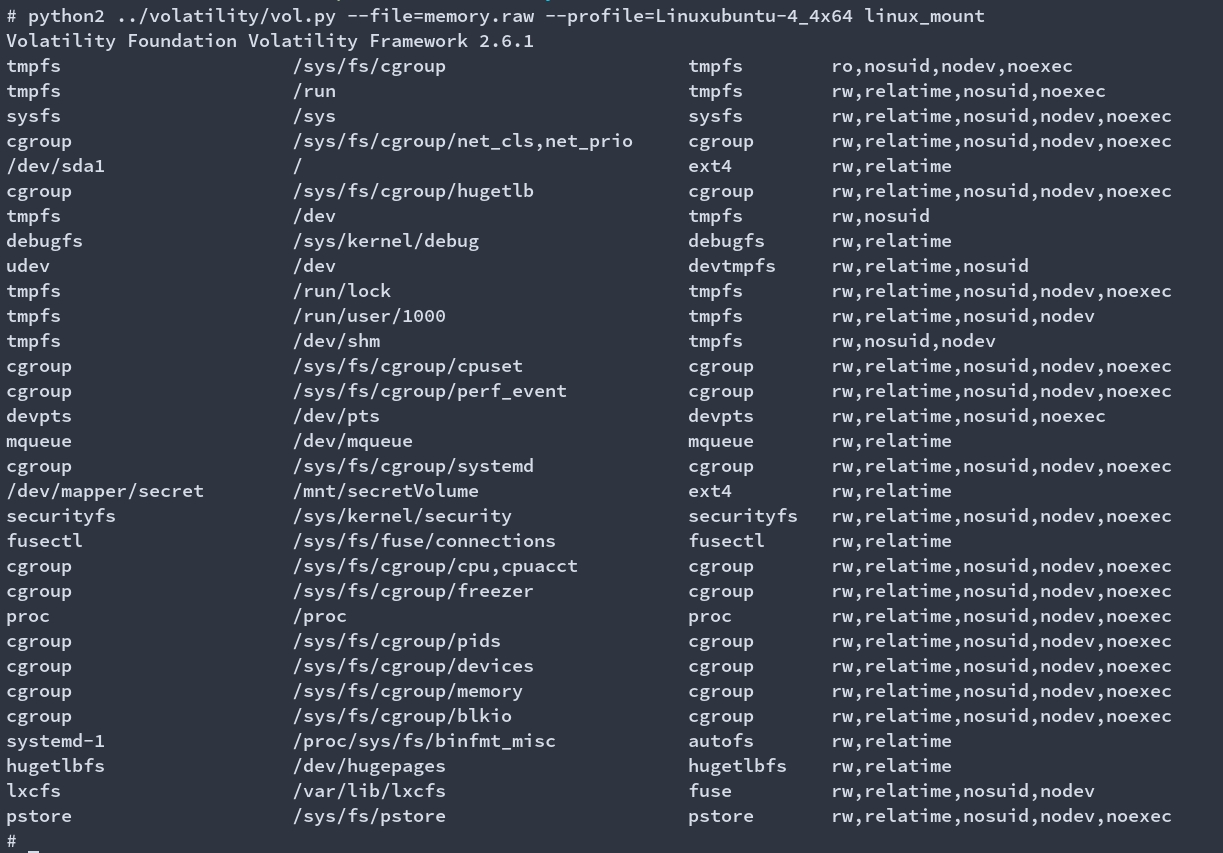 # python2 ../volatility/vol.py --file=memory.raw --profile=Linuxubuntu-4_4x64 linux_mount
Volatility Foundation Volatility Framework 2.6.1
tmpfs /sys/fs/cgroup tmpfs ro,nosuid,nodev,noexec
tmpfs /run tmpfs rw,relatime,nosuid,noexec
sysfs /sys sysfs rw,relatime,nosuid,nodev,noexec
cgroup /sys/fs/cgroup/net_cls,net_prio cgroup rw,relatime,nosuid,nodev,noexec
/dev/sda1 / ext4 rw,relatime
cgroup /sys/fs/cgroup/hugetlb cgroup rw,relatime,nosuid,nodev,noexec
tmpfs /dev tmpfs rw,nosuid
debugfs /sys/kernel/debug debugfs rw,relatime
udev /dev devtmpfs rw,relatime,nosuid
tmpfs /run/lock tmpfs rw,relatime,nosuid,nodev,noexec
tmpfs /run/user/1000 tmpfs rw,relatime,nosuid,nodev
tmpfs /dev/shm tmpfs rw,nosuid,nodev
cgroup /sys/fs/cgroup/cpuset cgroup rw,relatime,nosuid,nodev,noexec
cgroup /sys/fs/cgroup/perf_event cgroup rw,relatime,nosuid,nodev,noexec
devpts /dev/pts devpts rw,relatime,nosuid,noexec
mqueue /dev/mqueue mqueue rw,relatime
cgroup /sys/fs/cgroup/systemd cgroup rw,relatime,nosuid,nodev,noexec
/dev/mapper/secret /mnt/secretVolume ext4 rw,relatime
securityfs /sys/kernel/security securityfs rw,relatime,nosuid,nodev,noexec
fusectl /sys/fs/fuse/connections fusectl rw,relatime
cgroup /sys/fs/cgroup/cpu,cpuacct cgroup rw,relatime,nosuid,nodev,noexec
cgroup /sys/fs/cgroup/freezer cgroup rw,relatime,nosuid,nodev,noexec
proc /proc proc rw,relatime,nosuid,nodev,noexec
cgroup /sys/fs/cgroup/pids cgroup rw,relatime,nosuid,nodev,noexec
cgroup /sys/fs/cgroup/devices cgroup rw,relatime,nosuid,nodev,noexec
cgroup /sys/fs/cgroup/memory cgroup rw,relatime,nosuid,nodev,noexec
cgroup /sys/fs/cgroup/blkio cgroup rw,relatime,nosuid,nodev,noexec
systemd-1 /proc/sys/fs/binfmt_misc autofs rw,relatime
hugetlbfs /dev/hugepages hugetlbfs rw,relatime
lxcfs /var/lib/lxcfs fuse rw,relatime,nosuid,nodev
pstore /sys/fs/pstore pstore rw,relatime,nosuid,nodev,noexec
#